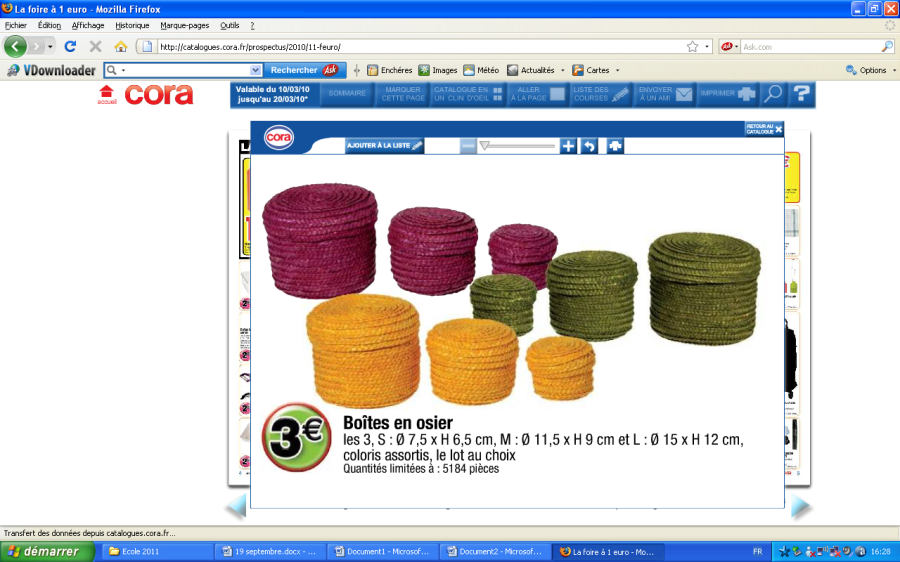 La foire à 1 euro - Mozilla Firefox
Fichier Édition Affichage Historique Marque-pages Outils ?
http://catalogues.cora.fr/prospectus/2010/11-feuro/
Ask Ask.com
VDownloader Rechercher Ask Enchères Images Météo Actualités Cartes Options
accueil cora
Valable du 10/03/10
jusqu'au 20/03/10*
SOMMAIRE
MARQUER
CETTE PAGE
CATALOGUE EN
UN CLIN D'OEIL
ALLER
À LA PAGE
LISTE DES
COURSES
ENVOYER
À UN AMI
IMPRIMER
?
cora
RETOUR AU
CATALOGUE
AJOUTER À LA LISTE
3€
Boîtes en osier
les 3, S : Ø 7,5 x H 6,5 cm, M : Ø 11,5 x H 9 cm et L : Ø 15 x H 12 cm,
coloris assortis, le lot au choix
Quantités limitées à : 5184 pièces
Transfert des données depuis catalogues.cora.fr...
démarrer Ecole 2011 19 septembre.docx - ... Document1 - Microsof... Document2 - Microsof... La foire à 1 euro - Mo... FR 16:28